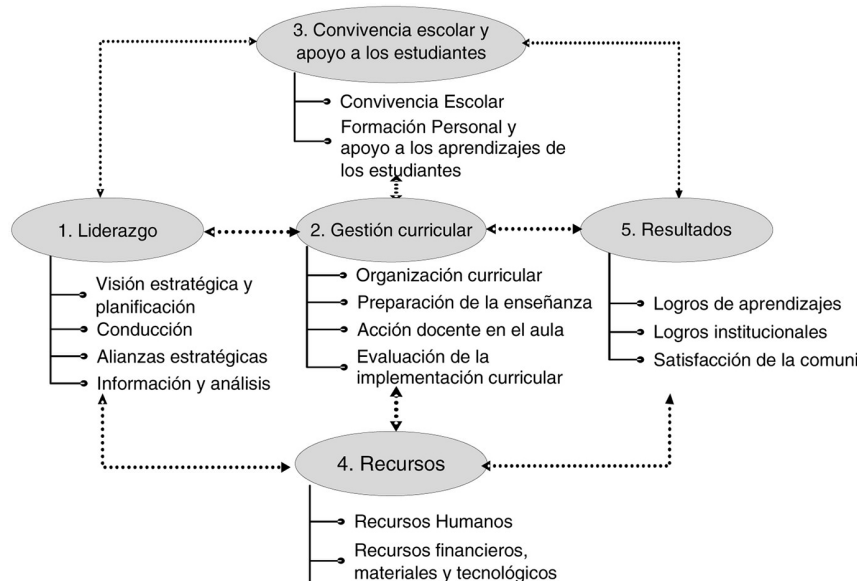 3. Convivencia escolar y
apoyo a los estudiantes
Convivencia Escolar
Formación Personal y
apoyo a los aprendizajes de
los estudiantes
1. Liderazgo
Visión estratégica y
planificación
Conducción
Alianzas estratégicas
Información y análisis
2. Gestión curricular
Organización curricular
Preparación de la enseñanza
Acción docente en el aula
Evaluación de la
implementación curricular
5. Resultados
Logros de aprendizajes
Logros institucionales
Satisfacción de la comuni
4. Recursos
Recursos Humanos
Recursos financieros,
materiales y tecnológicos